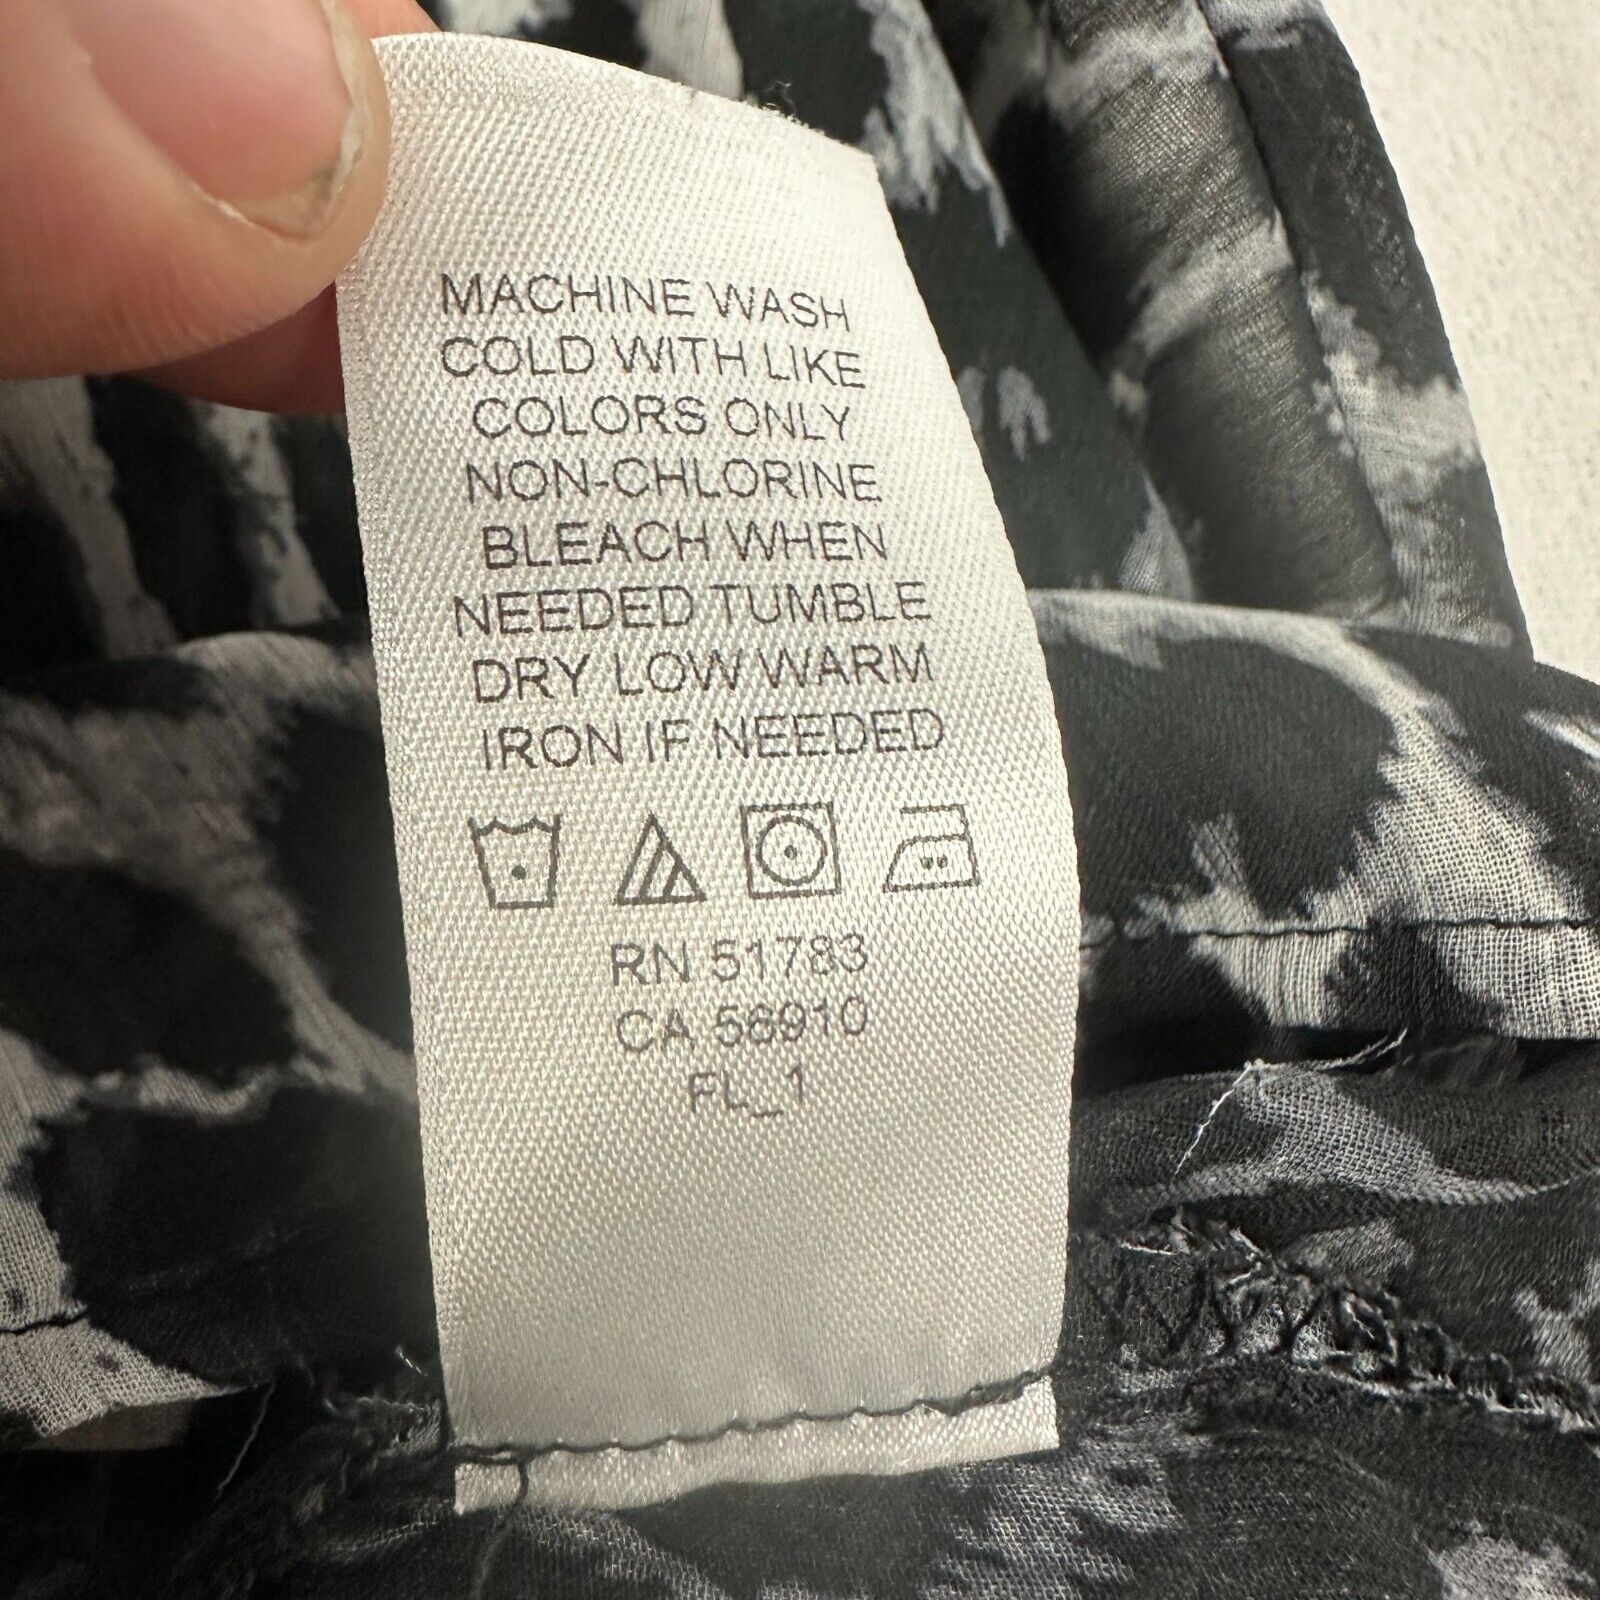 MACHINE WASH
COLD WITH LIKE
COLORS ONLY
NON-CHLORINE
BLEACH WHEN
NEEDED TUMBLE
DRY LOW WARM
IRON IF NEEDED
RN 51783
CA 56910
FL_1